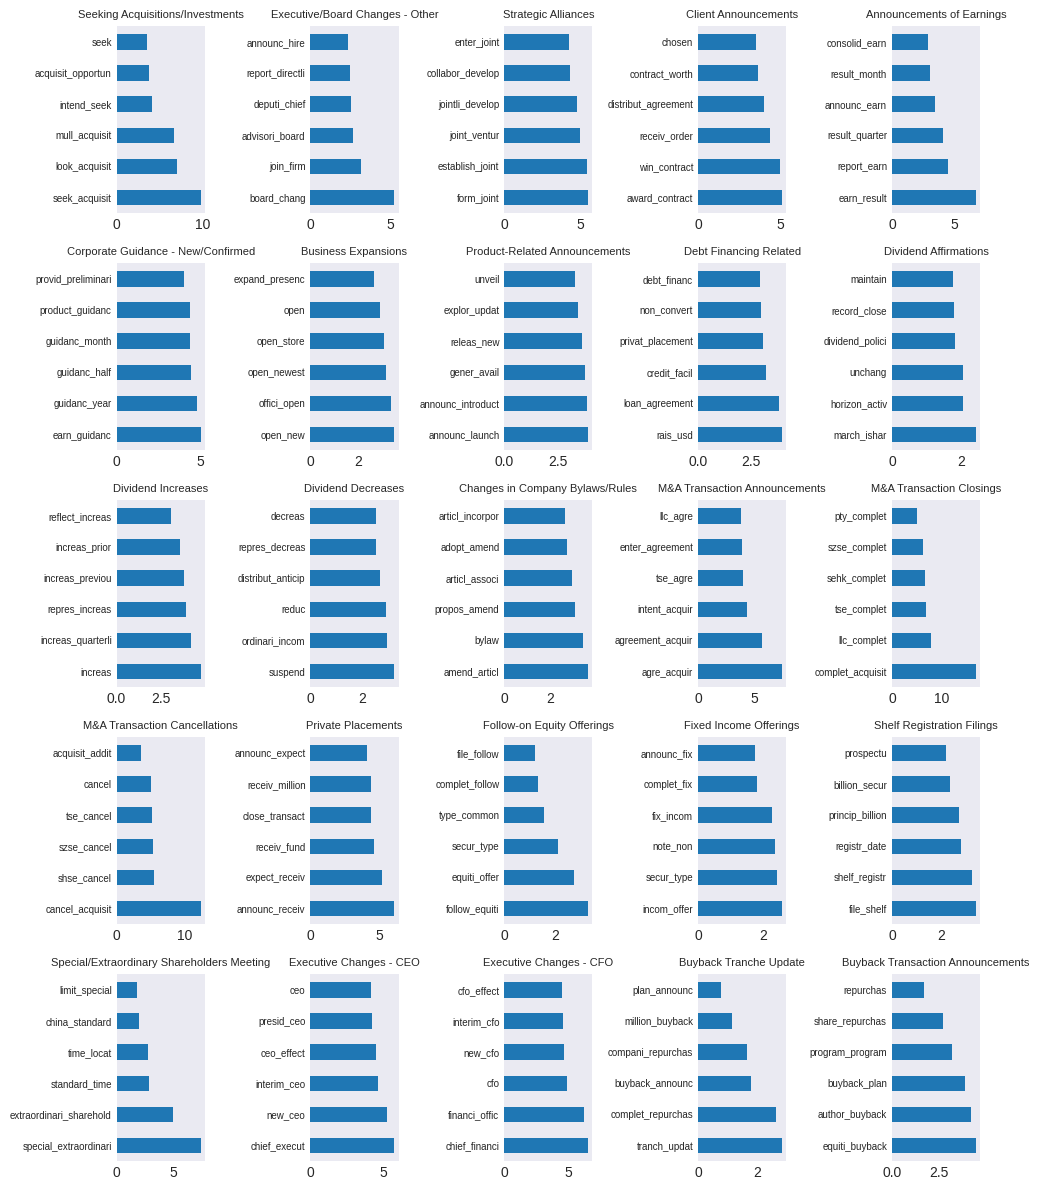 Seeking Acquisitions/Investments
seek
acquisit_opportun
intend_seek
mull_acquisit
look_acquisit
seek_acquisit
0 10
Executive/Board Changes - Other
announc_hire
report_directli
deputi_chief
advisori_board
join_firm
board_chang
0 5
Strategic Alliances
enter_joint
collabor_develop
jointli_develop
joint_ventur
establish_joint
form_joint
0 5
Client Announcements
chosen
contract_worth
distribut_agreement
receiv_order
win_contract
award_contract
0 5
Announcements of Earnings
consolid_earn
result_month
announc_earn
result_quarter
report_earn
earn_result
0 5
Corporate Guidance - New/Confirmed
provid_preliminari
product_guidanc
guidanc_month
guidanc_half
guidanc_year
earn_guidanc
0 5
Business Expansions
expand_presenc
open
open_store
open_newest
offici_open
open_new
0 2
Product-Related Announcements
unveil
explor_updat
releas_new
gener_avail
announc_introduct
announc_launch
0.0 2.5
Debt Financing Related
debt_financ
non_convert
privat_placement
credit_facil
loan_agreement
rais_usd
0.0 2.5
Dividend Affirmations
maintain
record_close
dividend_polici
unchang
horizon_activ
march_ishar
0 2
Dividend Increases
reflect_increas
increas_prior
increas_previou
repres_increas
increas_quarterli
increas
0.0 2.5
Dividend Decreases
decreas
repres_decreas
distribut_anticip
reduc
ordinari_incom
suspend
0 2
Changes in Company Bylaws/Rules
articl_incorpor
adopt_amend
articl_associ
propos_amend
bylaw
amend_articl
0 2
M&A Transaction Announcements
llc_agre
enter_agreement
tse_agre
intent_acquir
agreement_acquir
agre_acquir
0 5
M&A Transaction Closings
pty_complet
szse_complet
sehk_complet
tse_complet
llc_complet
complet_acquisit
0 10
M&A Transaction Cancellations
acquisit_addit
cancel
tse_cancel
szse_cancel
shse_cancel
cancel_acquisit
0 10
Private Placements
announc_expect
receiv_million
close_transact
receiv_fund
expect_receiv
announc_receiv
0 5
Follow-on Equity Offerings
file_follow
complet_follow
type_common
secur_type
equiti_offer
follow_equiti
0 2
Fixed Income Offerings
announc_fix
complet_fix
fix_incom
note_non
secur_type
incom_offer
0 2
Shelf Registration Filings
prospectu
billion_secur
princip_billion
registr_date
shelf_registr
file_shelf
0 2
Special/Extraordinary Shareholders Meeting
limit_special
china_standard
time_locat
standard_time
extraordinari_sharehold
special_extraordinari
0 5
Executive Changes - CEO
ceo
presid_ceo
ceo_effect
interim_ceo
new_ceo
chief_execut
0 5
Executive Changes - CFO
cfo_effect
interim_cfo
new_cfo
cfo
financi_offic
chief_financi
0 5
Buyback Tranche Update
plan_announc
million_buyback
compani_repurchas
buyback_announc
complet_repurchas
tranch_updat
0 2
Buyback Transaction Announcements
repurchas
share_repurchas
program_program
buyback_plan
author_buyback
equiti_buyback
0.0 2.5